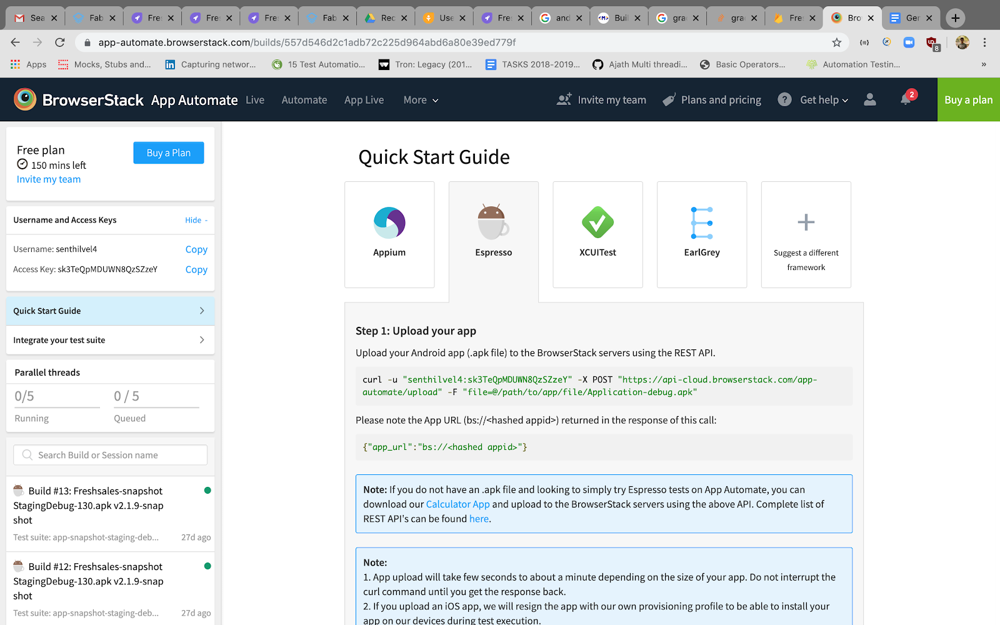 Sea
Fab
Fres
Fres
Fres
Fab
Rec
Use
Fres
and
Buil
gra
gra
Fres
Bro
Ger
app-automate.browserstack.com/builds/557d546d2c1adb72c225d964abd6a80e39ed779f
8
Apps
Mocks, Stubs and...
Capturing networ...
15 Test Automatio...
Tron: Legacy (201...
TASKS 2018-2019...
Ajath Multi threadi...
Basic Operators...
Automation Testin...
»
BrowserStack App Automate
Live
Automate
App Live
More
Invite my team
Plans and pricing
? Get help
2
Buy a plan
Free plan
150 mins left
Invite my team
Buy a Plan
Username and Access Keys
Hide -
Username: senthilvel4
Copy
Access Key: sk3TeQpMDUWN8QzSZzeY
Copy
Quick Start Guide
Integrate your test suite
Parallel threads
0/5
0 / 5
Running
Queued
Search Build or Session name
Build #13: Freshsales-snapshot
StagingDebug-130.apk v2.1.9-snap
shot
Test suite: app-snapshot-staging-deb...
27d ago
Build #12: Freshsales-snapshot
StagingDebug-130.apk v2.1.9-snap
shot
Test suite: app-snapshot-staging-deb...
27d ago
Quick Start Guide
Appium
Espresso
XCUITest
EarlGrey
Suggest a different
framework
Step 1: Upload your app
Upload your Android app (.apk file) to the BrowserStack servers using the REST API.
curl -u "senthilvel4:sk3TeQpMDUWN8QzSZzeY" -X POST "https://api-cloud.browserstack.com/app-
automate/upload" -F "file=@/path/to/app/file/Application-debug.apk"
Please note the App URL (bs://<hashed appid>) returned in the response of this call:
{"app_url":"bs://<hashed appid>"}
Note: If you do not have an .apk file and looking to simply try Espresso tests on App Automate, you can
download our Calculator App and upload to the BrowserStack servers using the above API. Complete list of
REST API's can be found here.
Note:
1. App upload will take few seconds to about a minute depending on the size of your app. Do not interrupt the
curl command until you get the response back.
2. If you upload an iOS app, we will resign the app with our own provisioning profile to be able to install your
app on our devices during test execution.